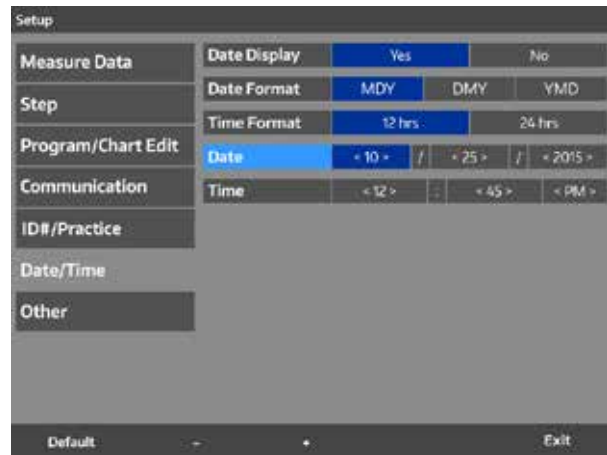 Setup
Measure Data
Step
Program/Chart Edit
Communication
ID#/Practice
Date/Time
Other
Date Display Yes No
Date Format MDY DMY YMD
Time Format 12 hrs 24 hrs
Date < 10 > / < 25 > / < 2015 >
Time < 12 > : < 45 > < PM >
Default - + Exit